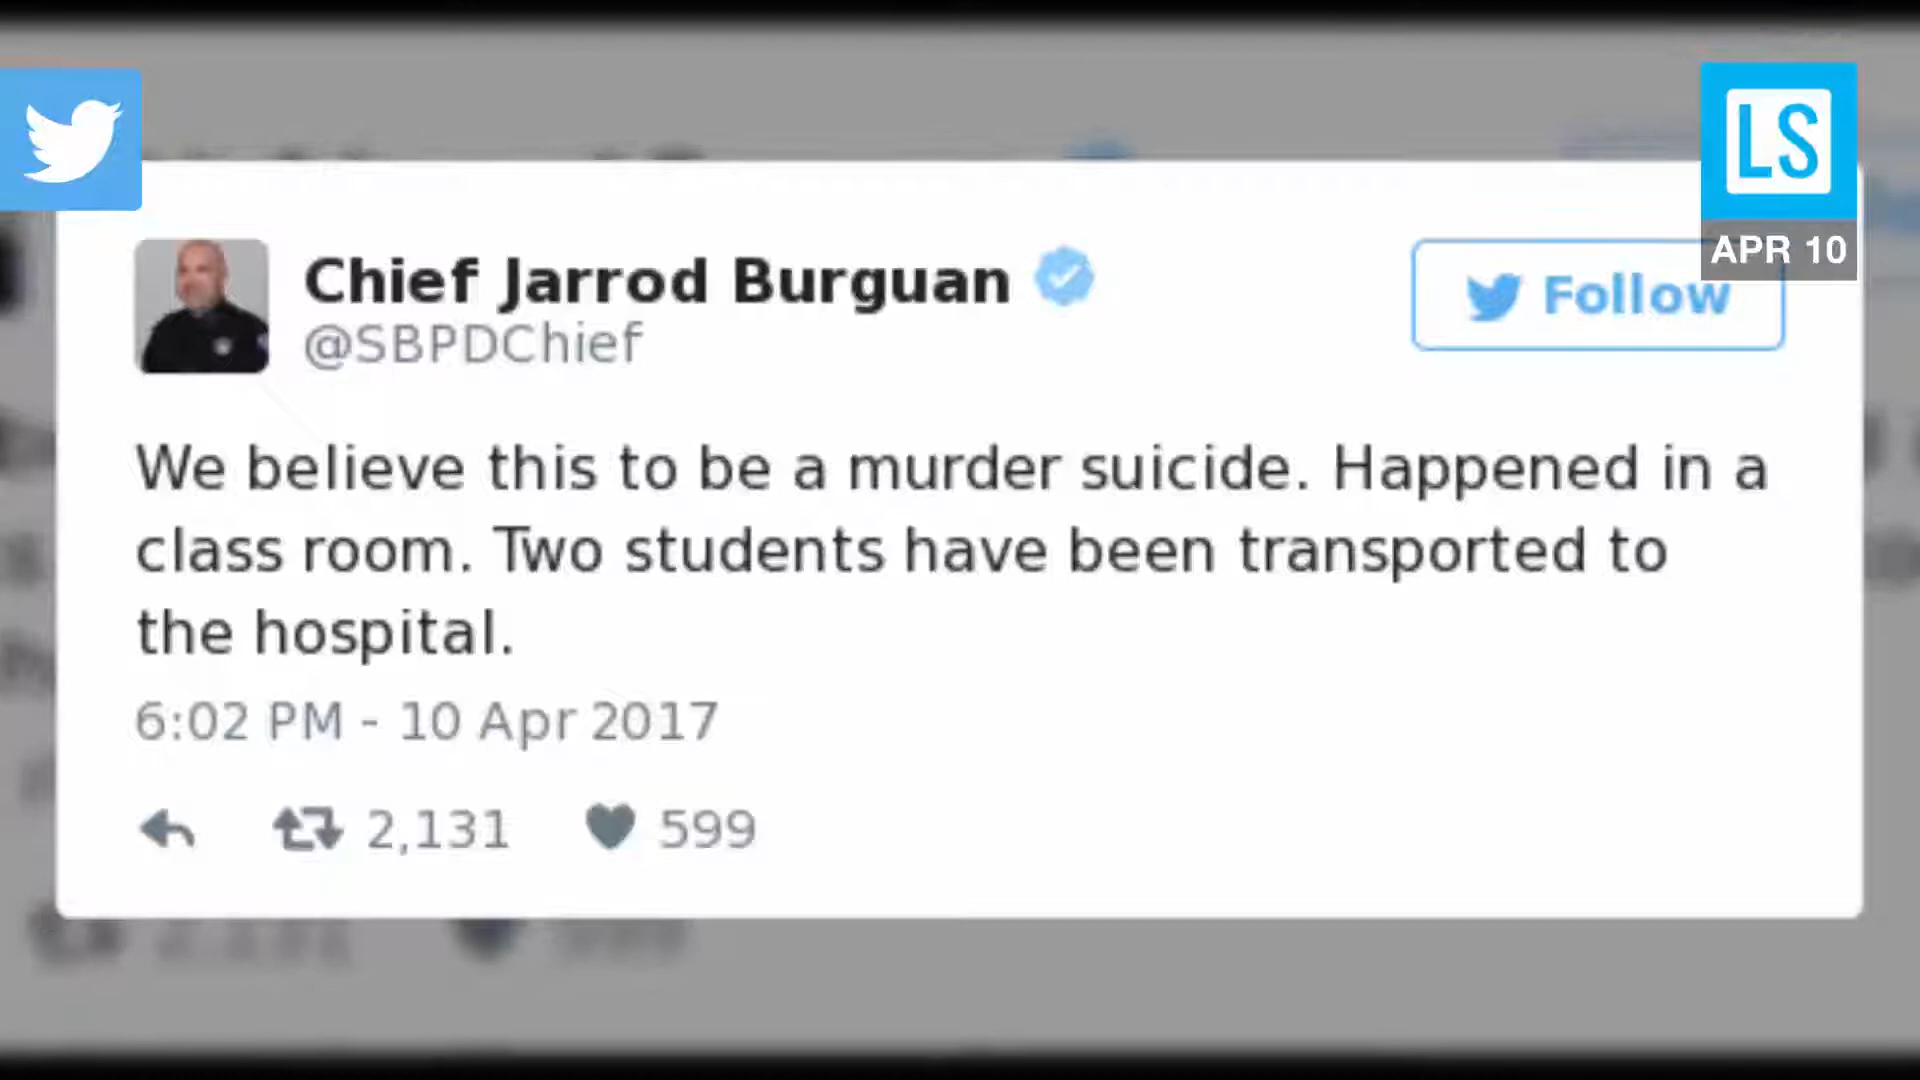 LS
APR 10
Chief Jarrod Burguan
@SBPDChief
Follow
We believe this to be a murder suicide. Happened in a
class room. Two students have been transported to
the hospital.
6:02 PM - 10 Apr 2017
2,131 599